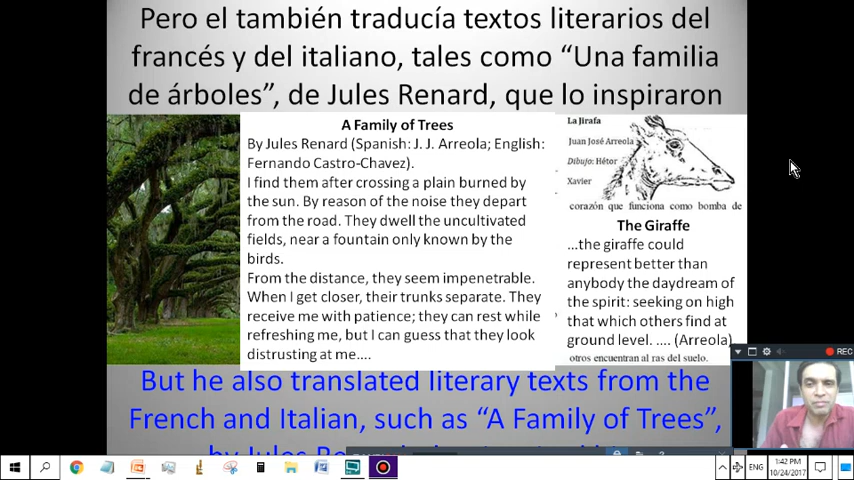 Pero el también traducía textos literarios del
francés y del italiano, tales como “Una familia
de árboles”, de Jules Renard, que lo inspiraron
A Family of Trees
By Jules Renard (Spanish: J. J. Arreola; English:
Fernando Castro-Chavez).
I find them after crossing a plain burned by
the sun. By reason of the noise they depart
from the road. They dwell the uncultivated
fields, near a fountain only known by the
birds.
From the distance, they seem impenetrable.
When I get closer, their trunks separate. They
receive me with patience; they can rest while
refreshing me, but I can guess that they look
distrusting at me....
La Jirafa
Juan José Arreola
Dibujo: Hétor
Xavier
corazón que funciona como bomba de
The Giraffe
...the giraffe could
represent better than
anybody the daydream of
the spirit: seeking on high
that which others find at
ground level. .... (Arreola)
otros encuentran al ras del suelo.
REC
But he also translated literary texts from the
French and Italian, such as “A Family of Trees”,
by Jules
ENG
1:42 PM
10/24/2017